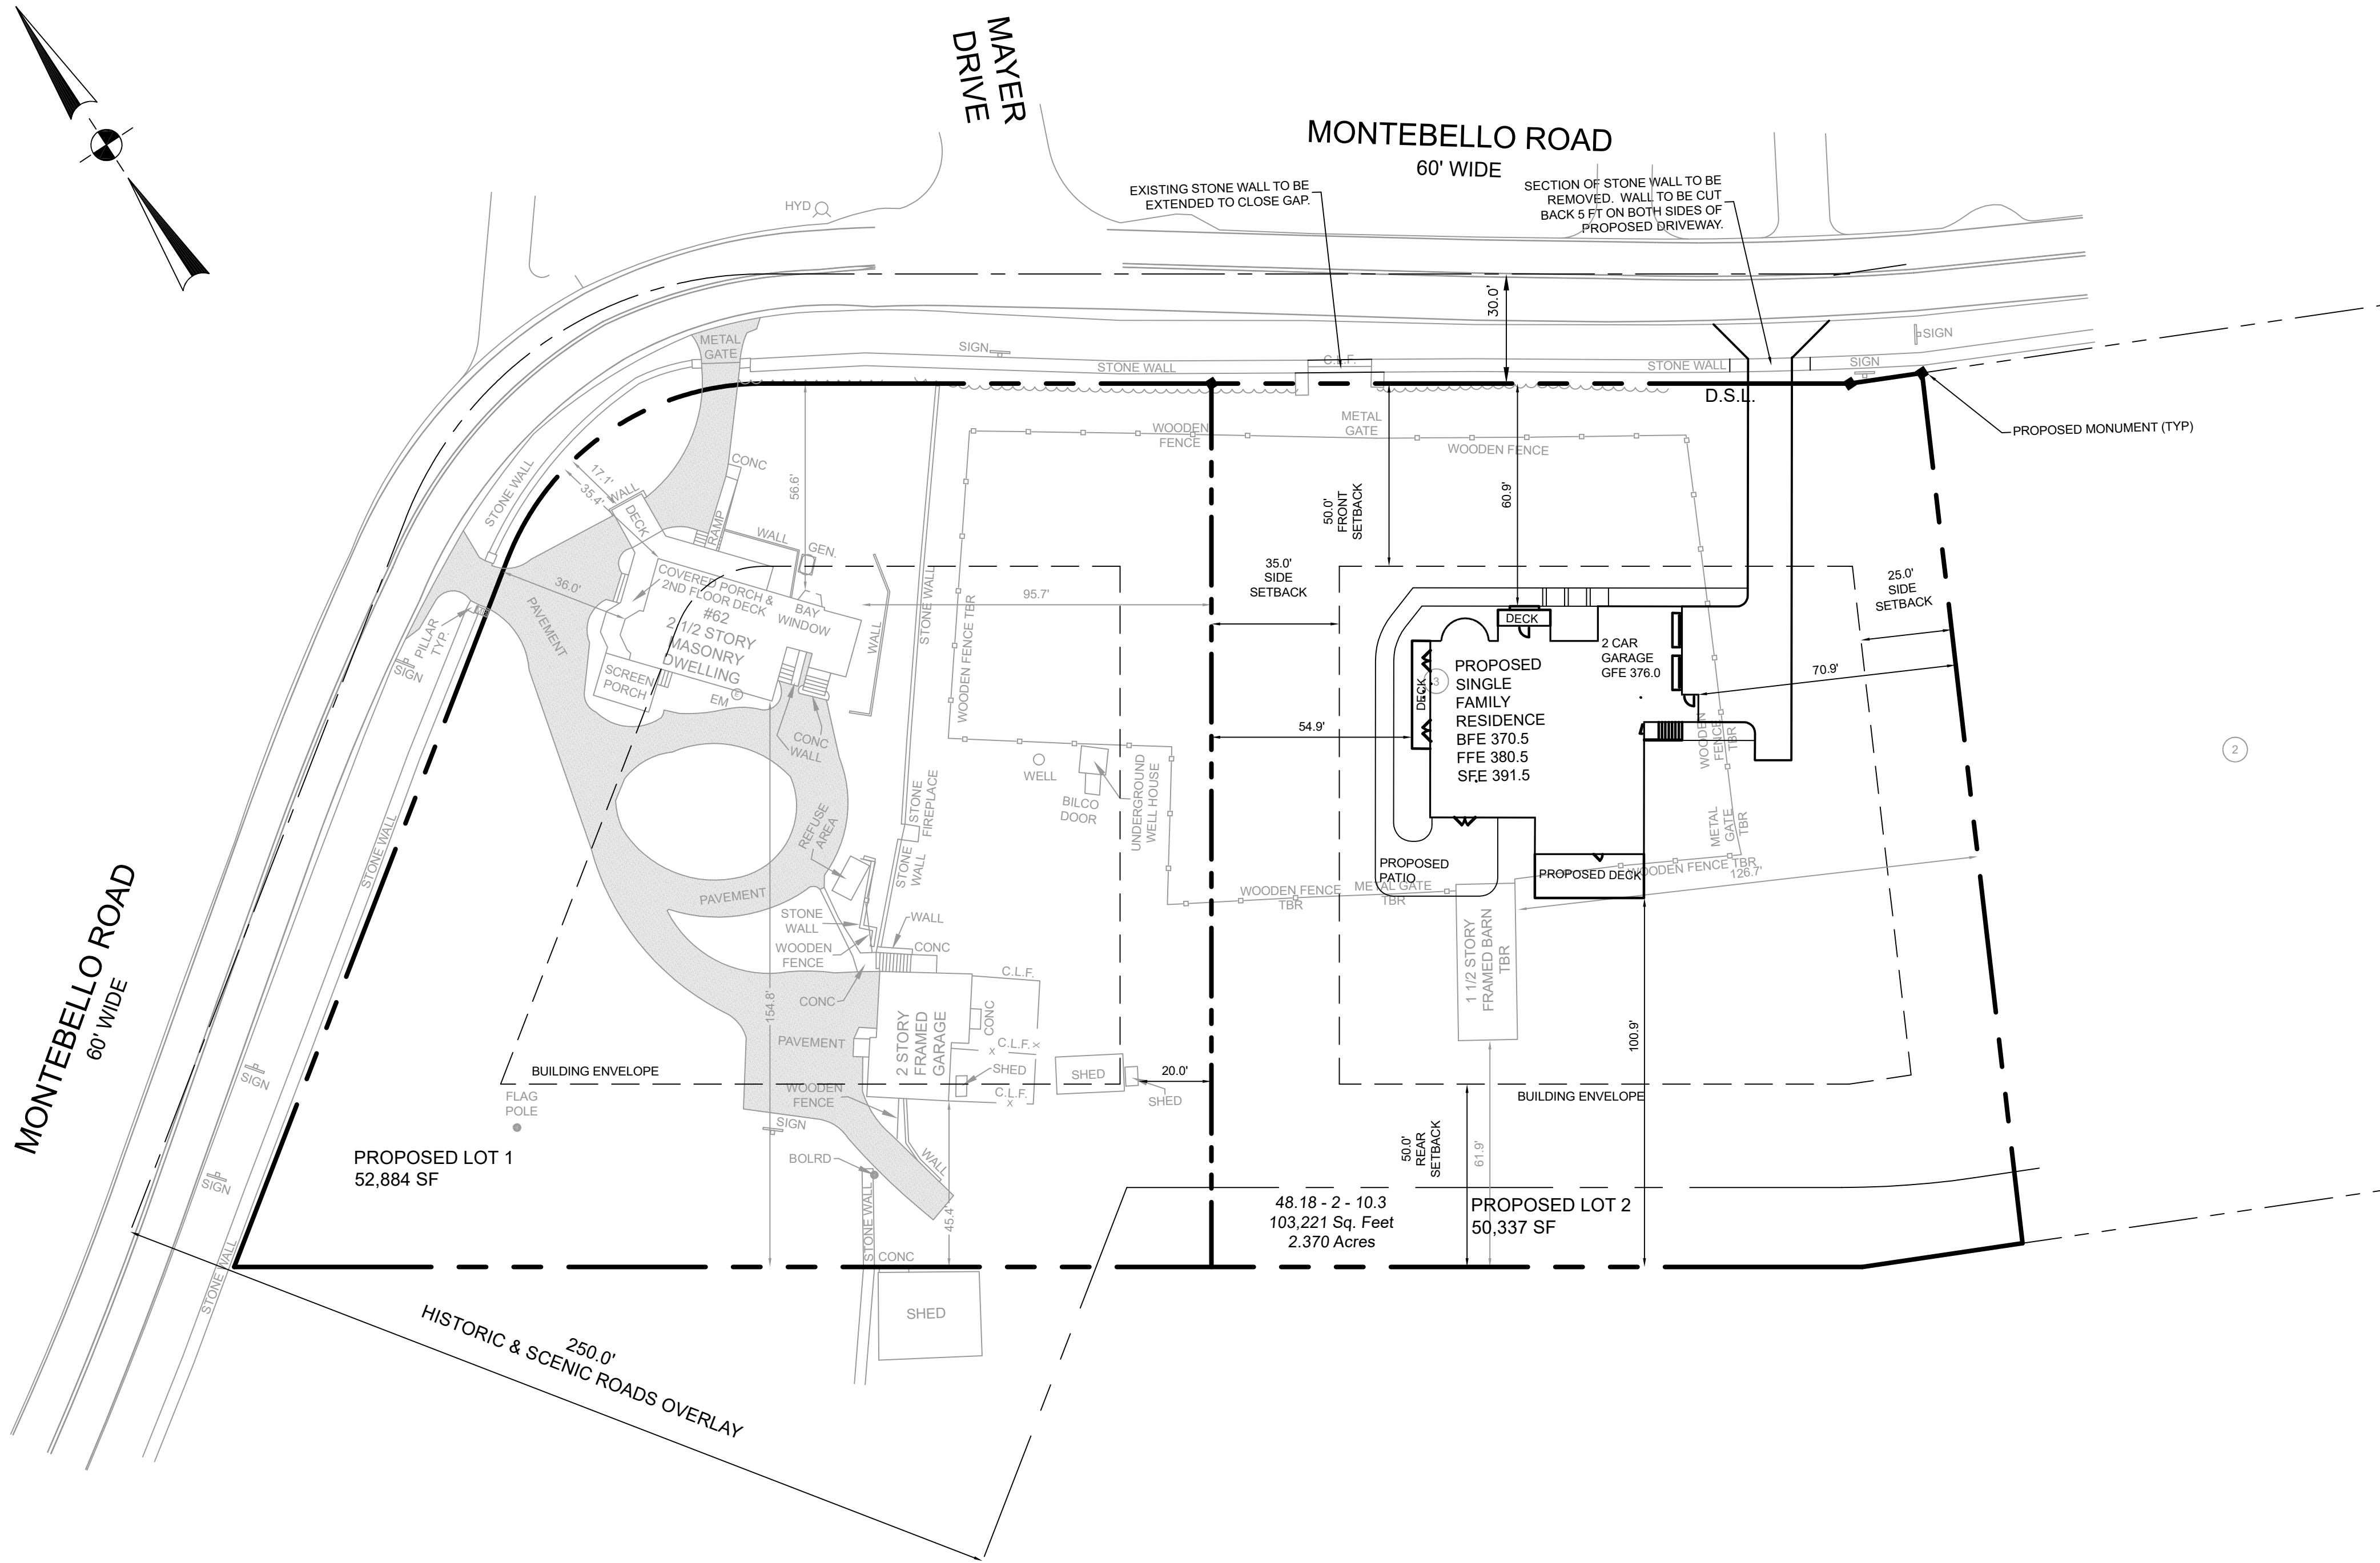 MAYER
DRIVE
MONTEBELLO ROAD
60' WIDE
EXISTING STONE WALL TO BE
EXTENDED TO CLOSE GAP.
SECTION OF STONE WALL TO BE
REMOVED. WALL TO BE CUT
BACK 5 FT ON BOTH SIDES OF
PROPOSED DRIVEWAY.
HYD
30.0'
METAL
GATE
SIGN
STONE WALL
C.L.F.
STONE WALL
SIGN
SIGN
D.S.L.
PROPOSED MONUMENT (TYP)
WOODEN
FENCE
METAL
GATE
WOODEN FENCE
STONE WALL
17.1'
35.4'
WALL
DECK
CONC
RAMP
56.6'
WALL
GEN.
50.0'
FRONT
SETBACK
60.9'
35.0'
SIDE
SETBACK
25.0'
SIDE
SETBACK
36.0'
PAVEMENT
PILLAR
TYP.
SIGN
COVERED PORCH &
2ND FLOOR DECK
#62
2 1/2 STORY
MASONRY
DWELLING
BAY
WINDOW
SCREEN
PORCH
EM
E
CONC
WALL
WALL
STONE WALL
95.7'
WOODEN FENCE TBR
DECK
2 CAR
GARAGE
GFE 376.0
70.9'
DECK
3
PROPOSED
SINGLE
FAMILY
RESIDENCE
BFE 370.5
FFE 380.5
SFE 391.5
54.9'
WOODEN
FENCE
TBR
METAL
GATE
TBR
2
WELL
BILCO
DOOR
UNDERGROUND
WELL HOUSE
STONE
FIREPLACE
REFUSE
AREA
STONE
WALL
STONE WALL
PAVEMENT
STONE
WALL
WOODEN
FENCE
WALL
CONC
CONC
PROPOSED
PATIO
PROPOSED DECK
WOODEN FENCE TBR
126.7'
WOODEN FENCE
TBR
METAL GATE
TBR
1 1/2 STORY
FRAMED BARN
TBR
MONTEBELLO ROAD
60' WIDE
154.8'
PAVEMENT
2 STORY
FRAMED
GARAGE
C.L.F.
CONC
C.L.F.
X
X
SHED
C.L.F.
X
SHED
SHED
20.0'
100.9'
BUILDING ENVELOPE
BUILDING ENVELOPE
WOODEN
FENCE
FLAG
POLE
SIGN
SIGN
SIGN
BOLRD
WALL
PROPOSED LOT 1
52,884 SF
50.0'
REAR
SETBACK
61.9'
48.18 - 2 - 10.3
103,221 Sq. Feet
2.370 Acres
PROPOSED LOT 2
50,337 SF
STONE WALL
45.4'
CONC
STONE WALL
SHED
250.0'
HISTORIC & SCENIC ROADS OVERLAY